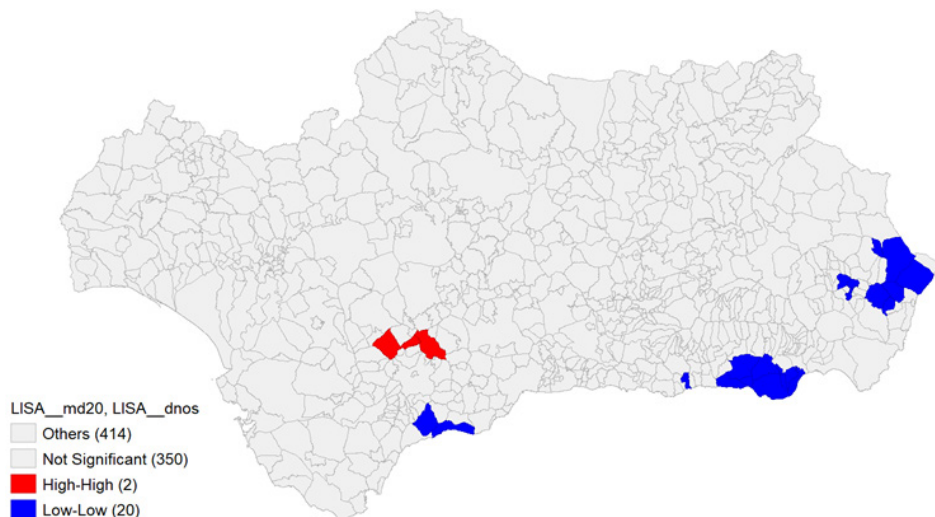 LISA__md20, LISA__dnos
Others (414)
Not Significant (350)
High-High (2)
Low-Low (20)